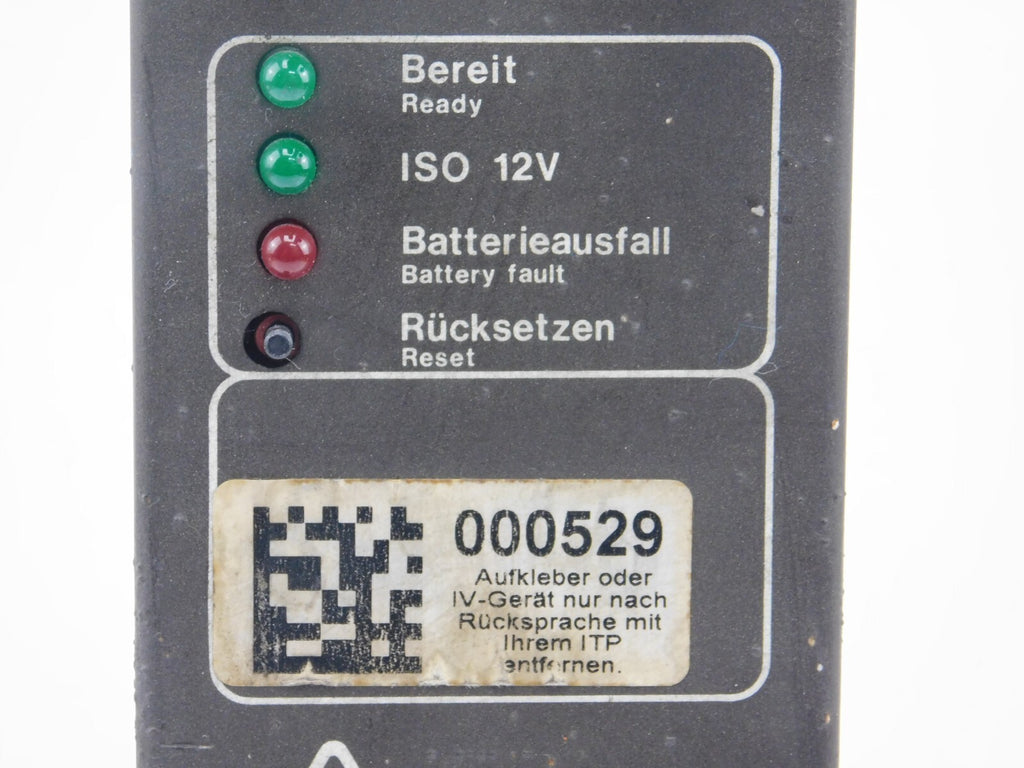 Bereit
Ready
ISO 12V
Batterieausfall
Battery fault
Rücksetzen
Reset
000529
Aufkleber oder
IV-Gerät nur nach
Rücksprache mit
Ihrem ITP
entfernen.